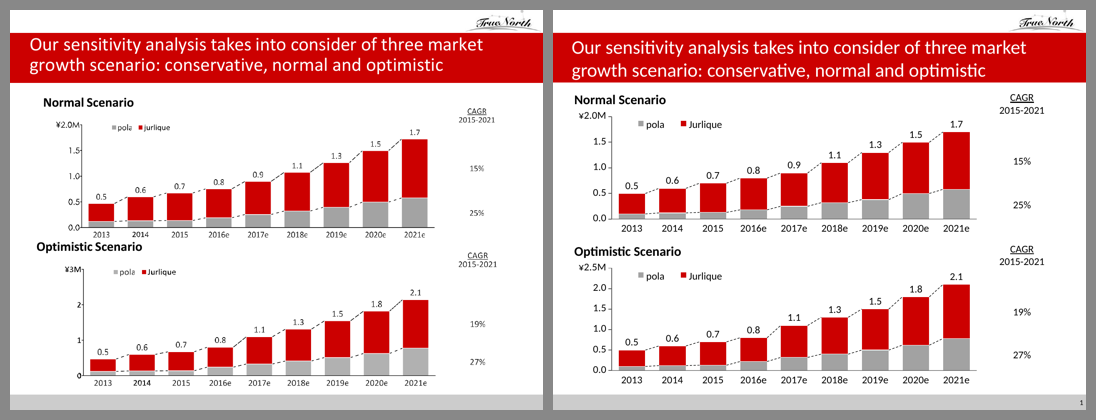 True North
Our sensitivity analysis takes into consider of three market
growth scenario: conservative, normal and optimistic
Normal Scenario
CAGR
2015-2021
¥2.0M
pola Jurlique
1.5
1.0
0.5
0.0
0.5 0.6 0.7 0.8 0.9 1.1 1.3 1.5 1.7
15%
25%
2013 2014 2015 2016e 2017e 2018e 2019e 2020e 2021e
Optimistic Scenario
CAGR
2015-2021
¥3M
pola Jurlique
2
1
0
0.5 0.6 0.7 0.8 1.1 1.3 1.5 1.8 2.1
19%
27%
2013 2014 2015 2016e 2017e 2018e 2019e 2020e 2021e
True North
Our sensitivity analysis takes into consider of three market
growth scenario: conservative, normal and optimistic
Normal Scenario
CAGR
2015-2021
¥2.0M
pola Jurlique
1.5
1.0
0.5
0.0
0.5 0.6 0.7 0.8 0.9 1.1 1.3 1.5 1.7
15%
25%
2013 2014 2015 2016e 2017e 2018e 2019e 2020e 2021e
Optimistic Scenario
CAGR
2015-2021
¥2.5M
pola Jurlique
2.0
1.5
1.0
0.5
0.0
0.5 0.6 0.7 0.8 1.1 1.3 1.5 1.8 2.1
19%
27%
2013 2014 2015 2016e 2017e 2018e 2019e 2020e 2021e
1